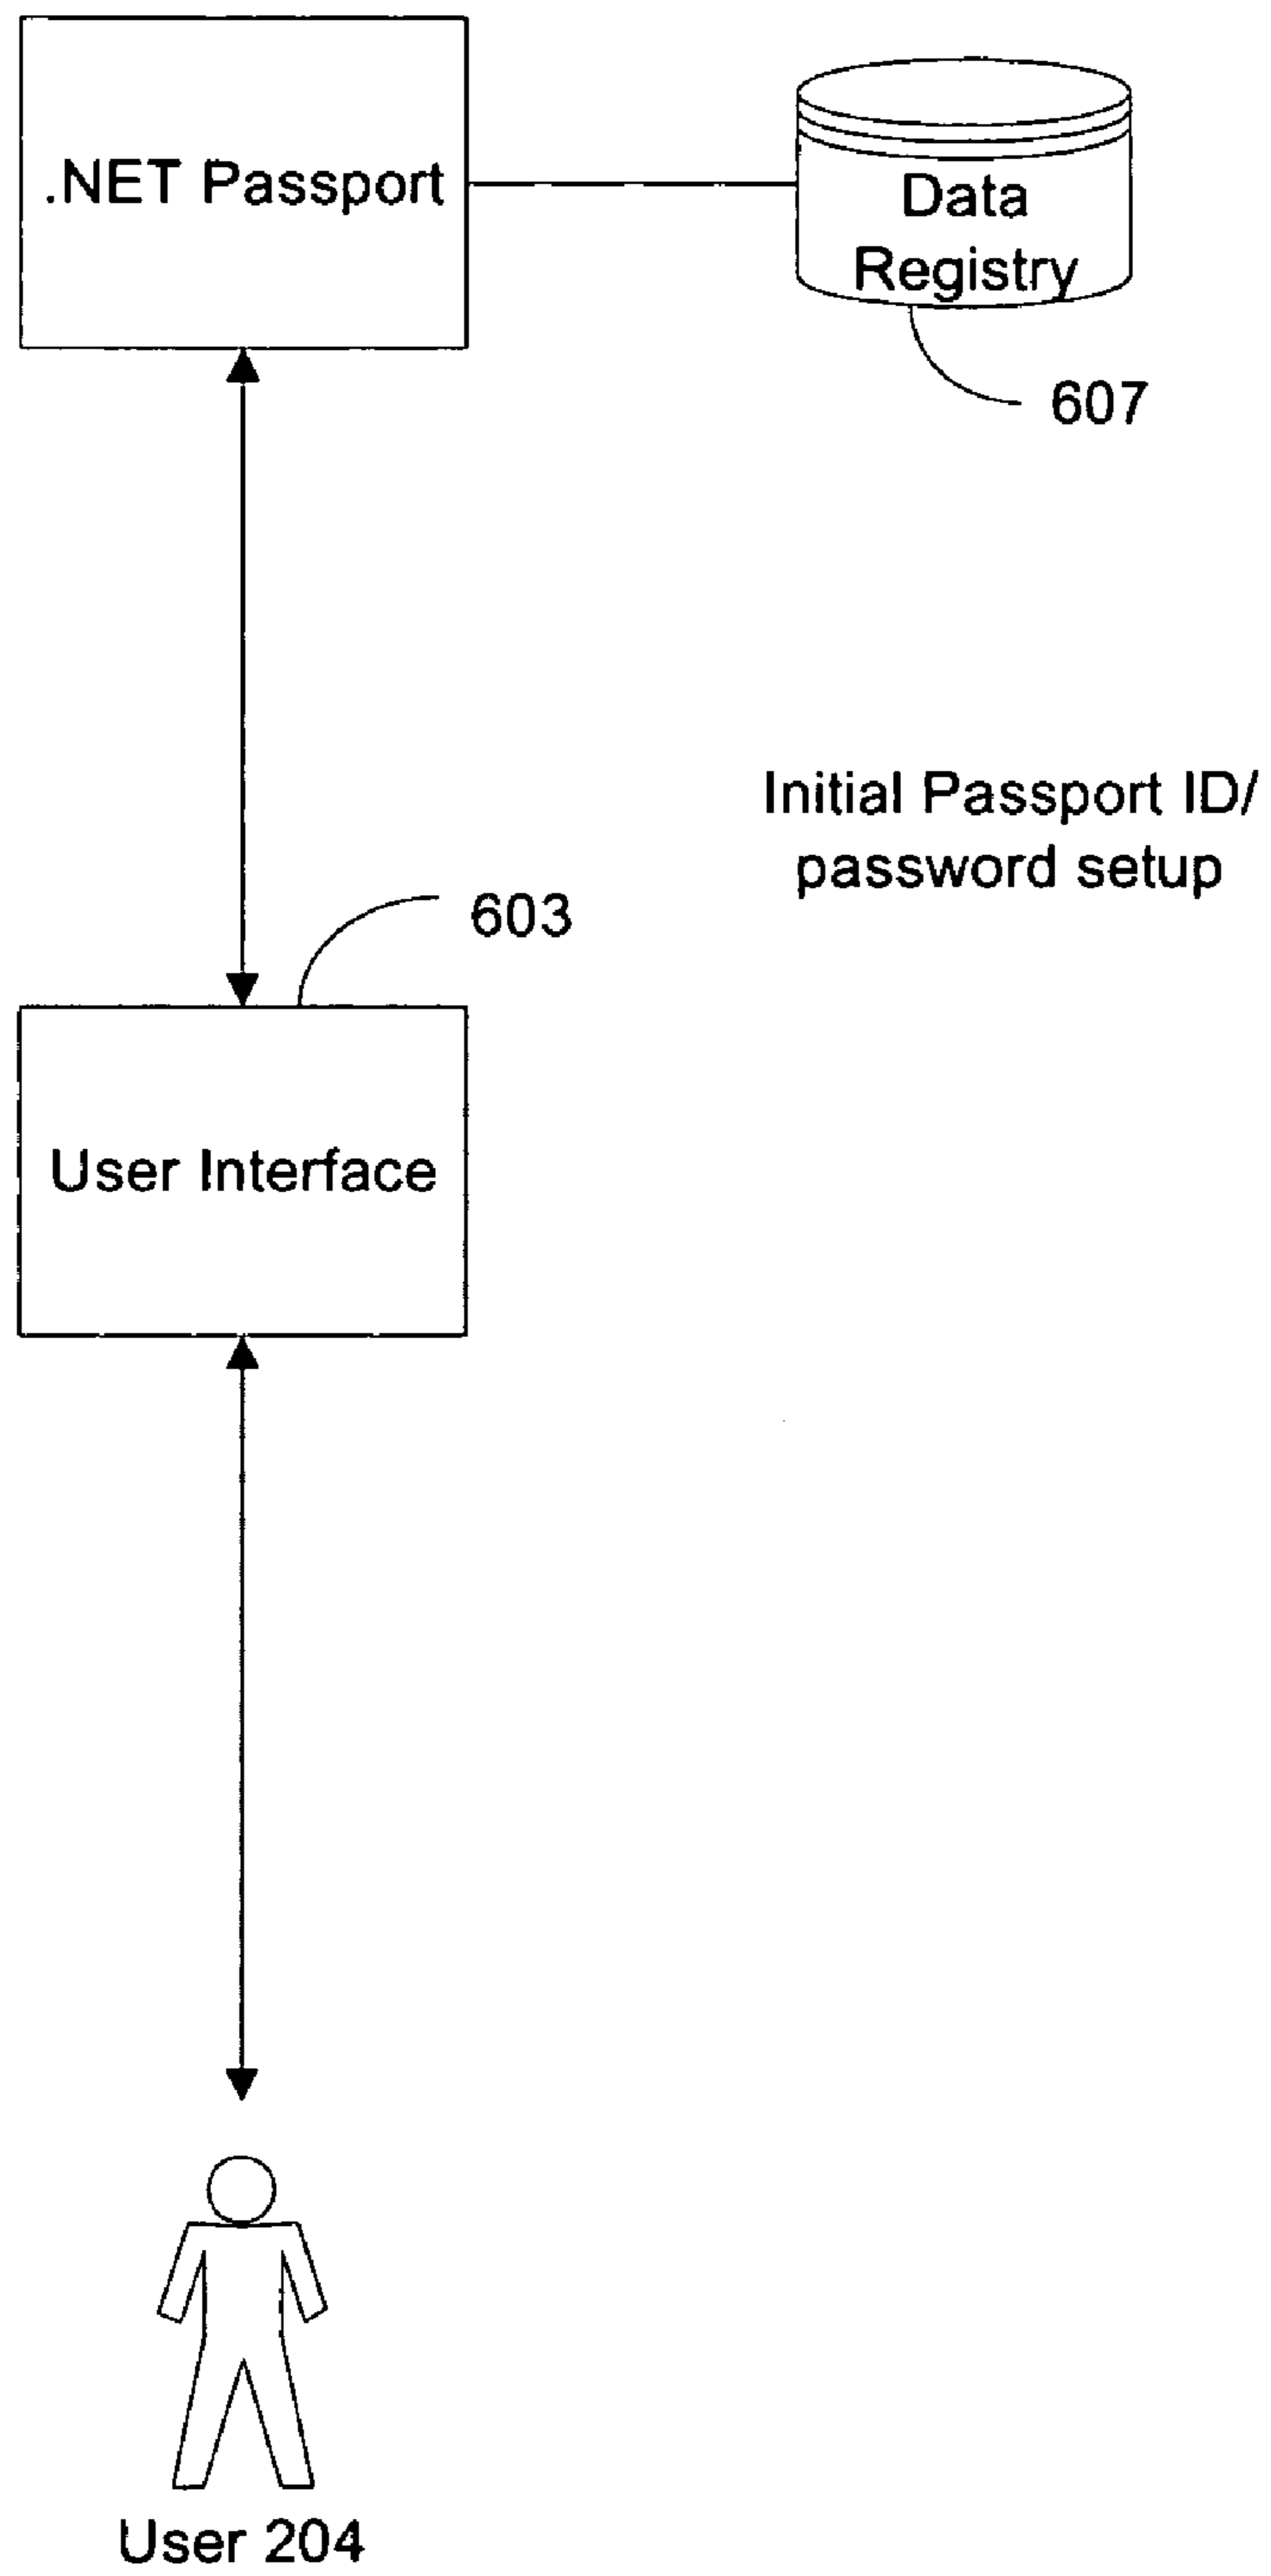 .NET Passport
Data
Registry
607
Initial Passport ID/
password setup
603
User Interface
User 204